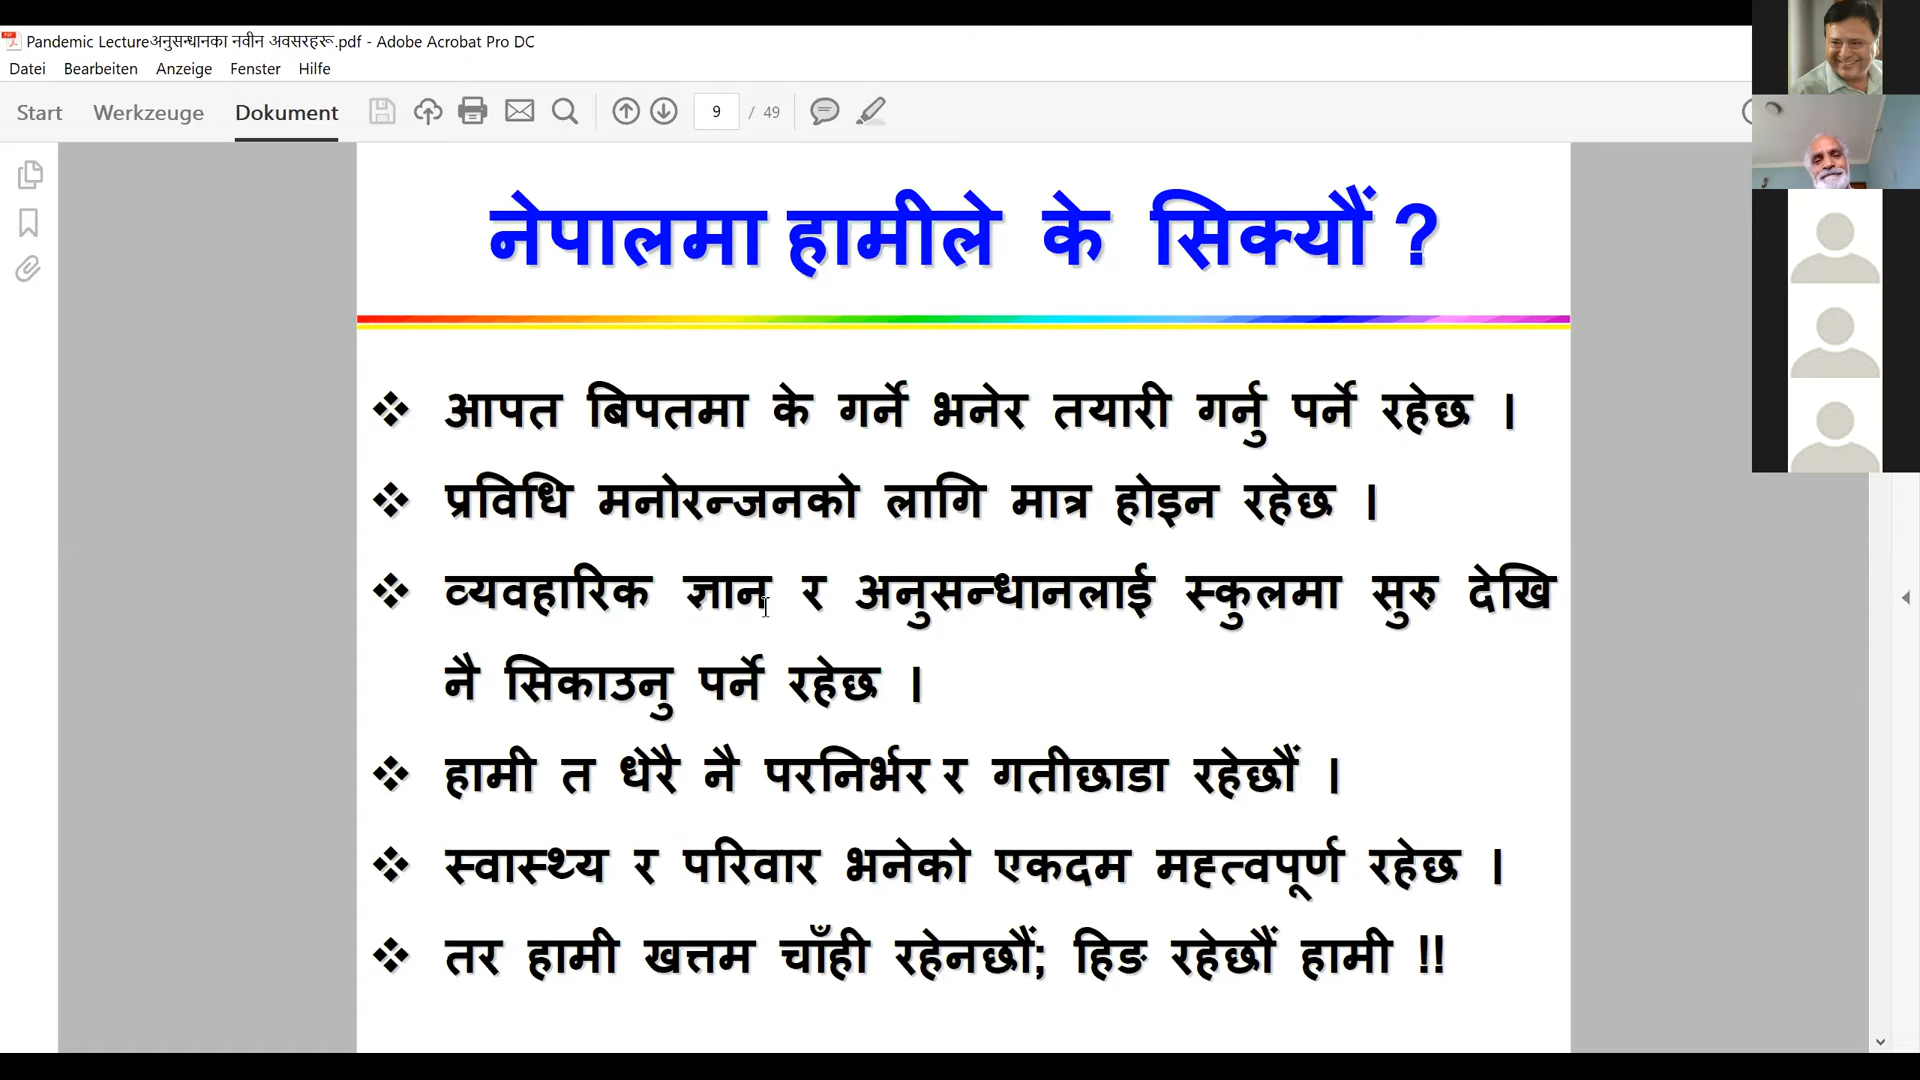 Pandemic Lectureअनुसन्धानका नवीन अवसरहरू.pdf - Adobe Acrobat Pro DC
Datei Bearbeiten Anzeige Fenster Hilfe
Start Werkzeuge Dokument 9 / 49
नेपालमा हामीले के सिक्यौं ?
❖ आपत बिपतमा के गर्ने भनेर तयारी गर्नु पर्ने रहेछ ।
❖ प्रविधि मनोरन्जनको लागि मात्र होइन रहेछ ।
❖ व्यवहारिक ज्ञान र अनुसन्धानलाई स्कुलमा सुरु देखि
नै सिकाउनु पर्ने रहेछ ।
❖ हामी त धेरै नै परनिर्भर र गतीछाडा रहेछौं ।
❖ स्वास्थ्य र परिवार भनेको एकदम मह्त्वपूर्ण रहेछ ।
❖ तर हामी खत्तम चाँही रहेनछौं; हिङ रहेछौं हामी !!